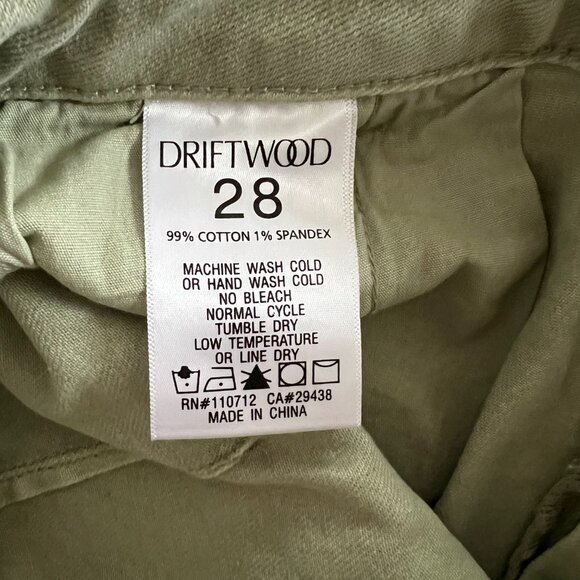 DRIFTWOOD
28
99% COTTON 1% SPANDEX
MACHINE WASH COLD
OR HAND WASH COLD
NO BLEACH
NORMAL CYCLE
TUMBLE DRY
LOW TEMPERATURE
OR LINE DRY
RN#110712 CA#29438
MADE IN CHINA